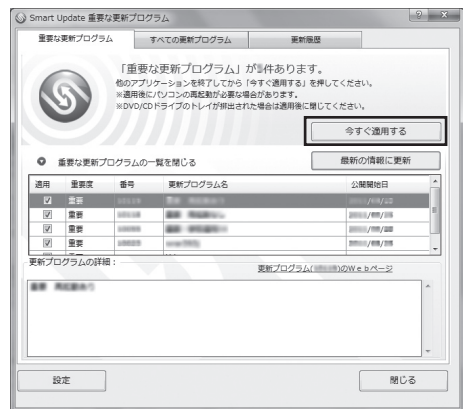 Smart Update 重要な更新プログラム
重要な更新プログラム すべての更新プログラム 更新履歴
「重要な更新プログラム」が 件あります。
他のアプリケーションを終了してから「今すぐ適用する」を押してください。
※適用後にパソコンの再起動が必要な場合があります。
※DVD/CDドライブのトレイが排出された場合は適用後に閉じてください。
今すぐ適用する
重要な更新プログラムの一覧を閉じる
最新の情報に更新
適用 重要度 番号 更新プログラム名 公開開始日
重要
重要
重要
重要
更新プログラムの詳細：
更新プログラム( )のWebページ
設定 閉じる